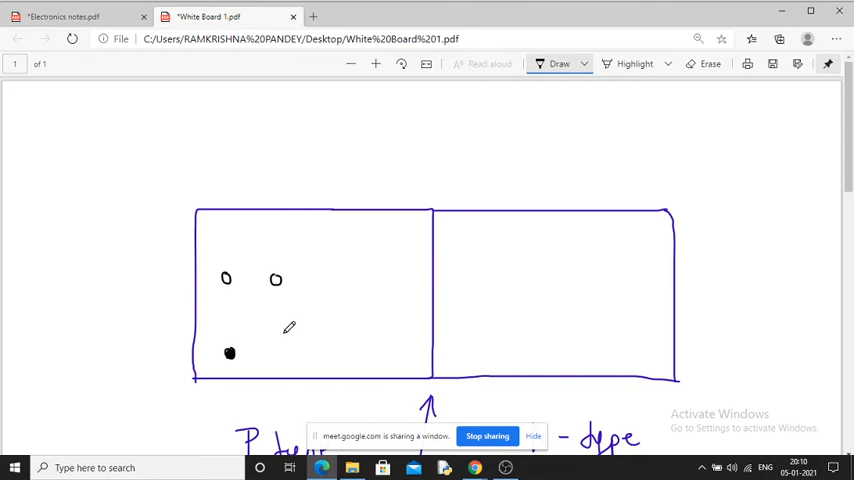 *Electronics notes.pdf
*White Board 1.pdf
File C:/Users/RAMKRISHNA%20PANDEY/Desktop/White%20Board%201.pdf
1 of 1
Read aloud
Draw
Highlight
Erase
P - type
meet.google.com is sharing a window.
Stop sharing
Hide
Activate Windows
Go to Settings to activate Windows.
Type here to search
ENG
20:10
05-01-2021